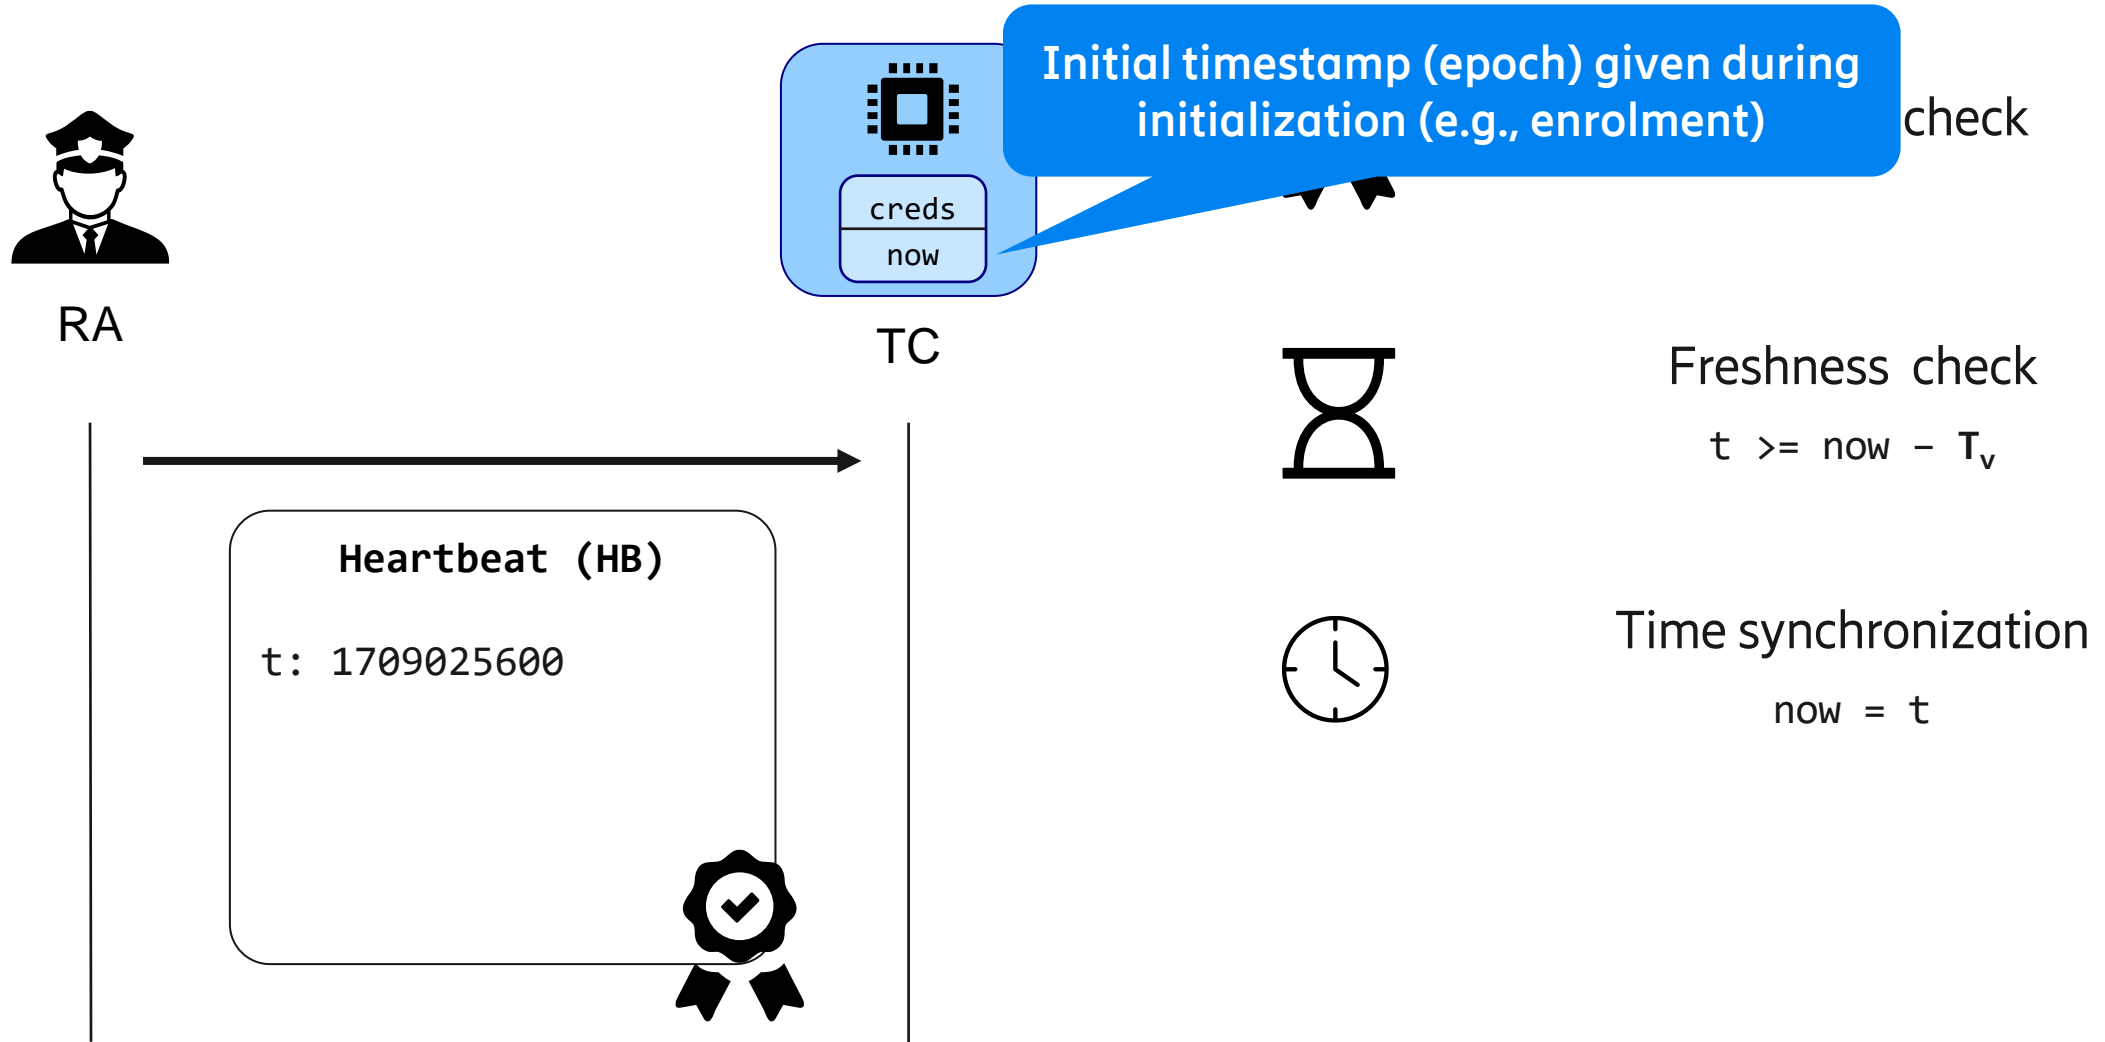 Initial timestamp (epoch) given during
initialization (e.g., enrolment)
check
creds
now
RA
TC
Freshness check
t >= now – Tᵥ
Heartbeat (HB)
t: 1709025600
Time synchronization
now = t